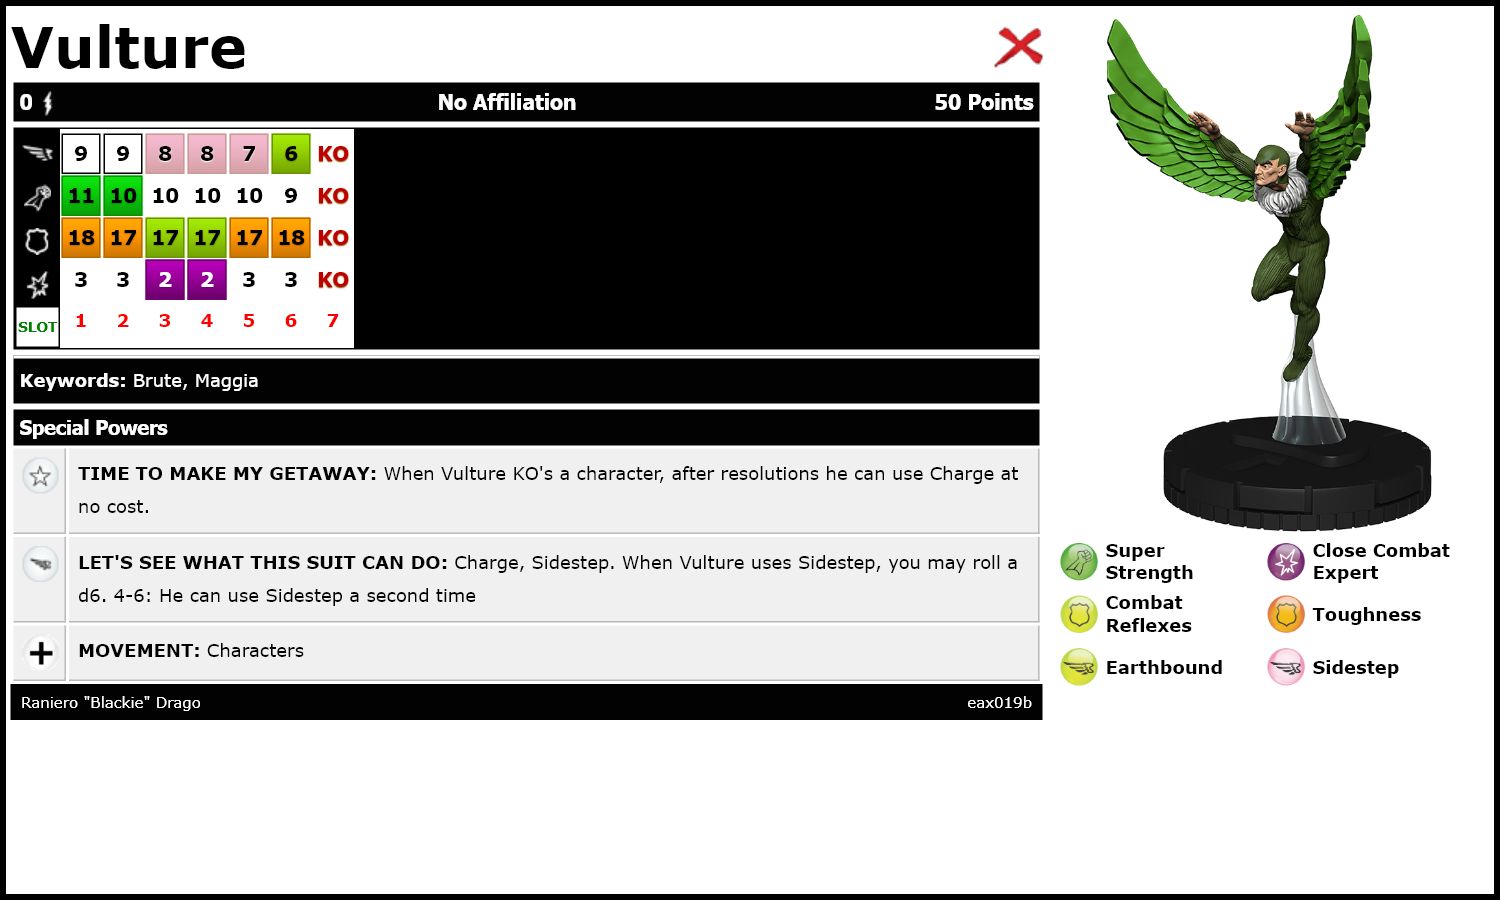 Vulture
0 No Affiliation 50 Points
9 9 8 8 7 6 KO
11 10 10 10 10 9 KO
18 17 17 17 17 18 KO
3 3 2 2 3 3 KO
SLOT 1 2 3 4 5 6 7
Keywords: Brute, Maggia
Special Powers
TIME TO MAKE MY GETAWAY: When Vulture KO's a character, after resolutions he can use Charge at
no cost.
LET'S SEE WHAT THIS SUIT CAN DO: Charge, Sidestep. When Vulture uses Sidestep, you may roll a
d6. 4-6: He can use Sidestep a second time
MOVEMENT: Characters
Raniero "Blackie" Drago eax019b
Super
Strength
Close Combat
Expert
Combat
Reflexes
Toughness
Earthbound
Sidestep